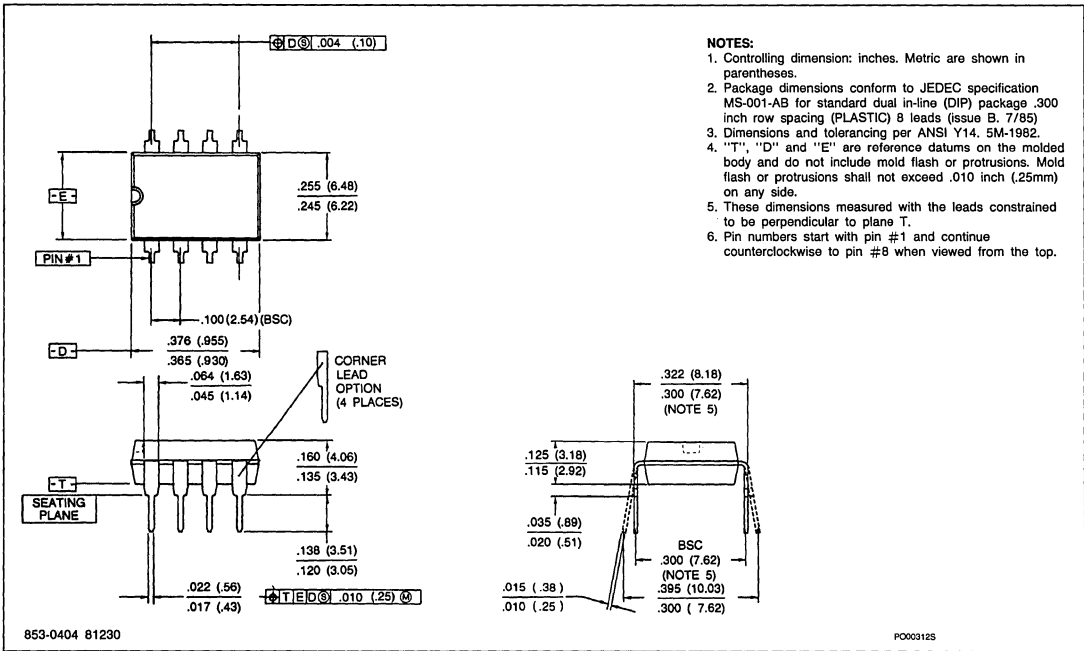 ⌖ D Ⓢ .004 (.10)
-E-
.255 (6.48)
.245 (6.22)
PIN #1
.100 (2.54) (BSC)
-D-
.376 (.955)
.365 (.930)
.064 (1.63)
.045 (1.14)
CORNER
LEAD
OPTION
(4 PLACES)
.160 (4.06)
.135 (3.43)
-T-
SEATING
PLANE
.138 (3.51)
.120 (3.05)
.022 (.56)
.017 (.43)
⌖ T E D Ⓢ .010 (.25) Ⓜ
853-0404 81230
NOTES:
1. Controlling dimension: inches. Metric are shown in
parentheses.
2. Package dimensions conform to JEDEC specification
MS-001-AB for standard dual in-line (DIP) package .300
inch row spacing (PLASTIC) 8 leads (issue B. 7/85)
3. Dimensions and tolerancing per ANSI Y14. 5M-1982.
4. "T", "D" and "E" are reference datums on the molded
body and do not include mold flash or protrusions. Mold
flash or protrusions shall not exceed .010 inch (.25mm)
on any side.
5. These dimensions measured with the leads constrained
to be perpendicular to plane T.
6. Pin numbers start with pin #1 and continue
counterclockwise to pin #8 when viewed from the top.
.322 (8.18)
.300 (7.62)
(NOTE 5)
.125 (3.18)
.115 (2.92)
.035 (.89)
.020 (.51)
BSC
.300 (7.62)
(NOTE 5)
.015 (.38)
.010 (.25)
.395 (10.03)
.300 (7.62)
PO00312S